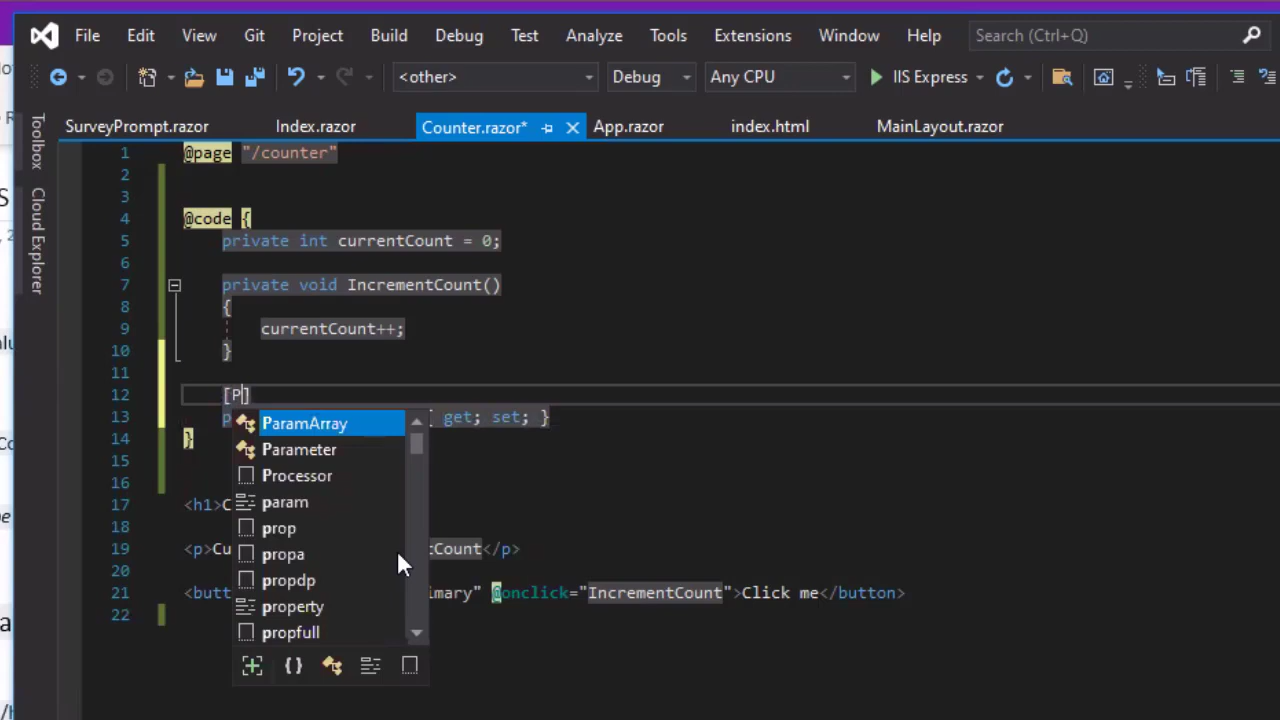 File Edit View Git Project Build Debug Test Analyze Tools Extensions Window Help Search (Ctrl+Q)
<other> Debug Any CPU IIS Express
SurveyPrompt.razor Index.razor Counter.razor* App.razor index.html MainLayout.razor
Toolbox
Cloud Explorer
1 @page "/counter"
2
3
4 @code {
5 private int currentCount = 0;
6
7 private void IncrementCount()
8 {
9 currentCount++;
10 }
11
12 [P]
13 p { get; set; }
14 }
15
16
17 <h1>C
18
19 <p>Cu tCount</p>
20
21 <butt imary" @onclick="IncrementCount">Click me</button>
22
ParamArray
Parameter
Processor
param
prop
propa
propdp
property
propfull